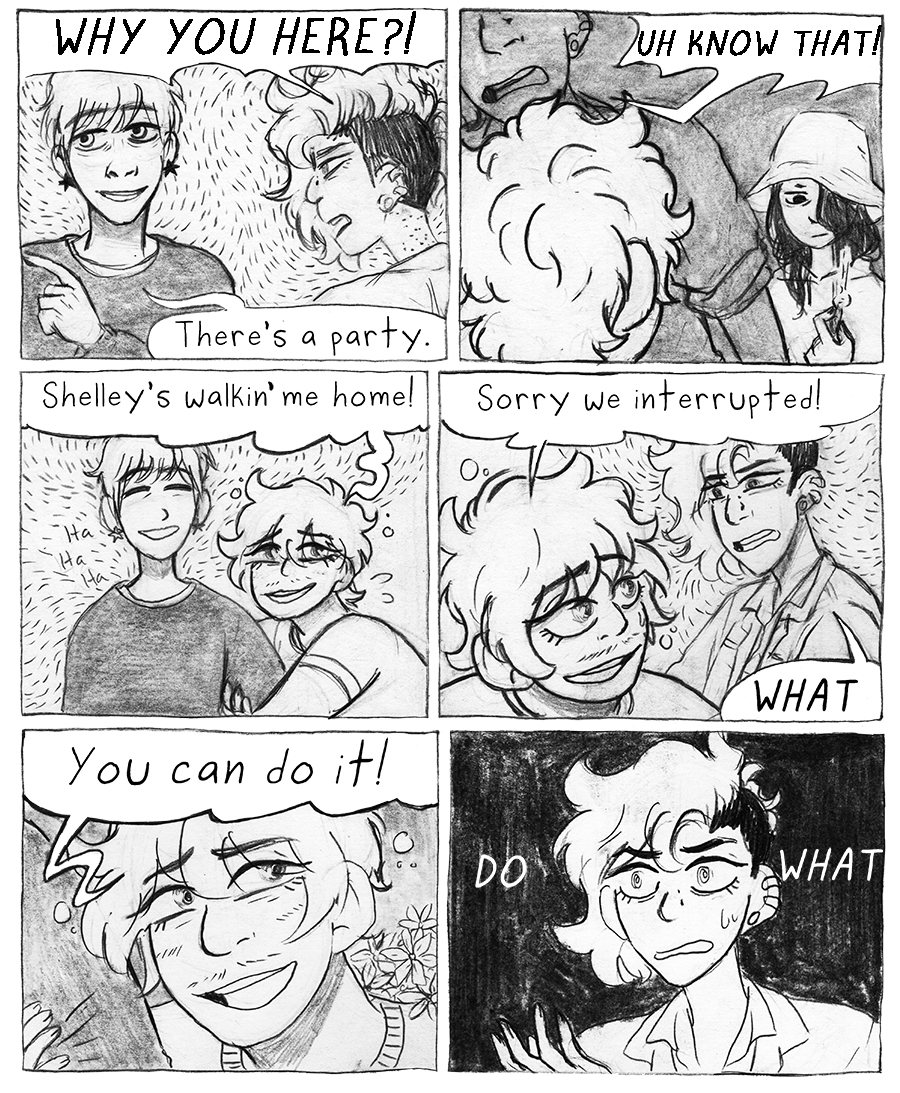 WHY YOU HERE?!
There's a party.
UH KNOW THAT!
Shelley's walkin' me home!
Ha
Ha
Ha
Sorry we interrupted!
WHAT
You can do it!
DO WHAT